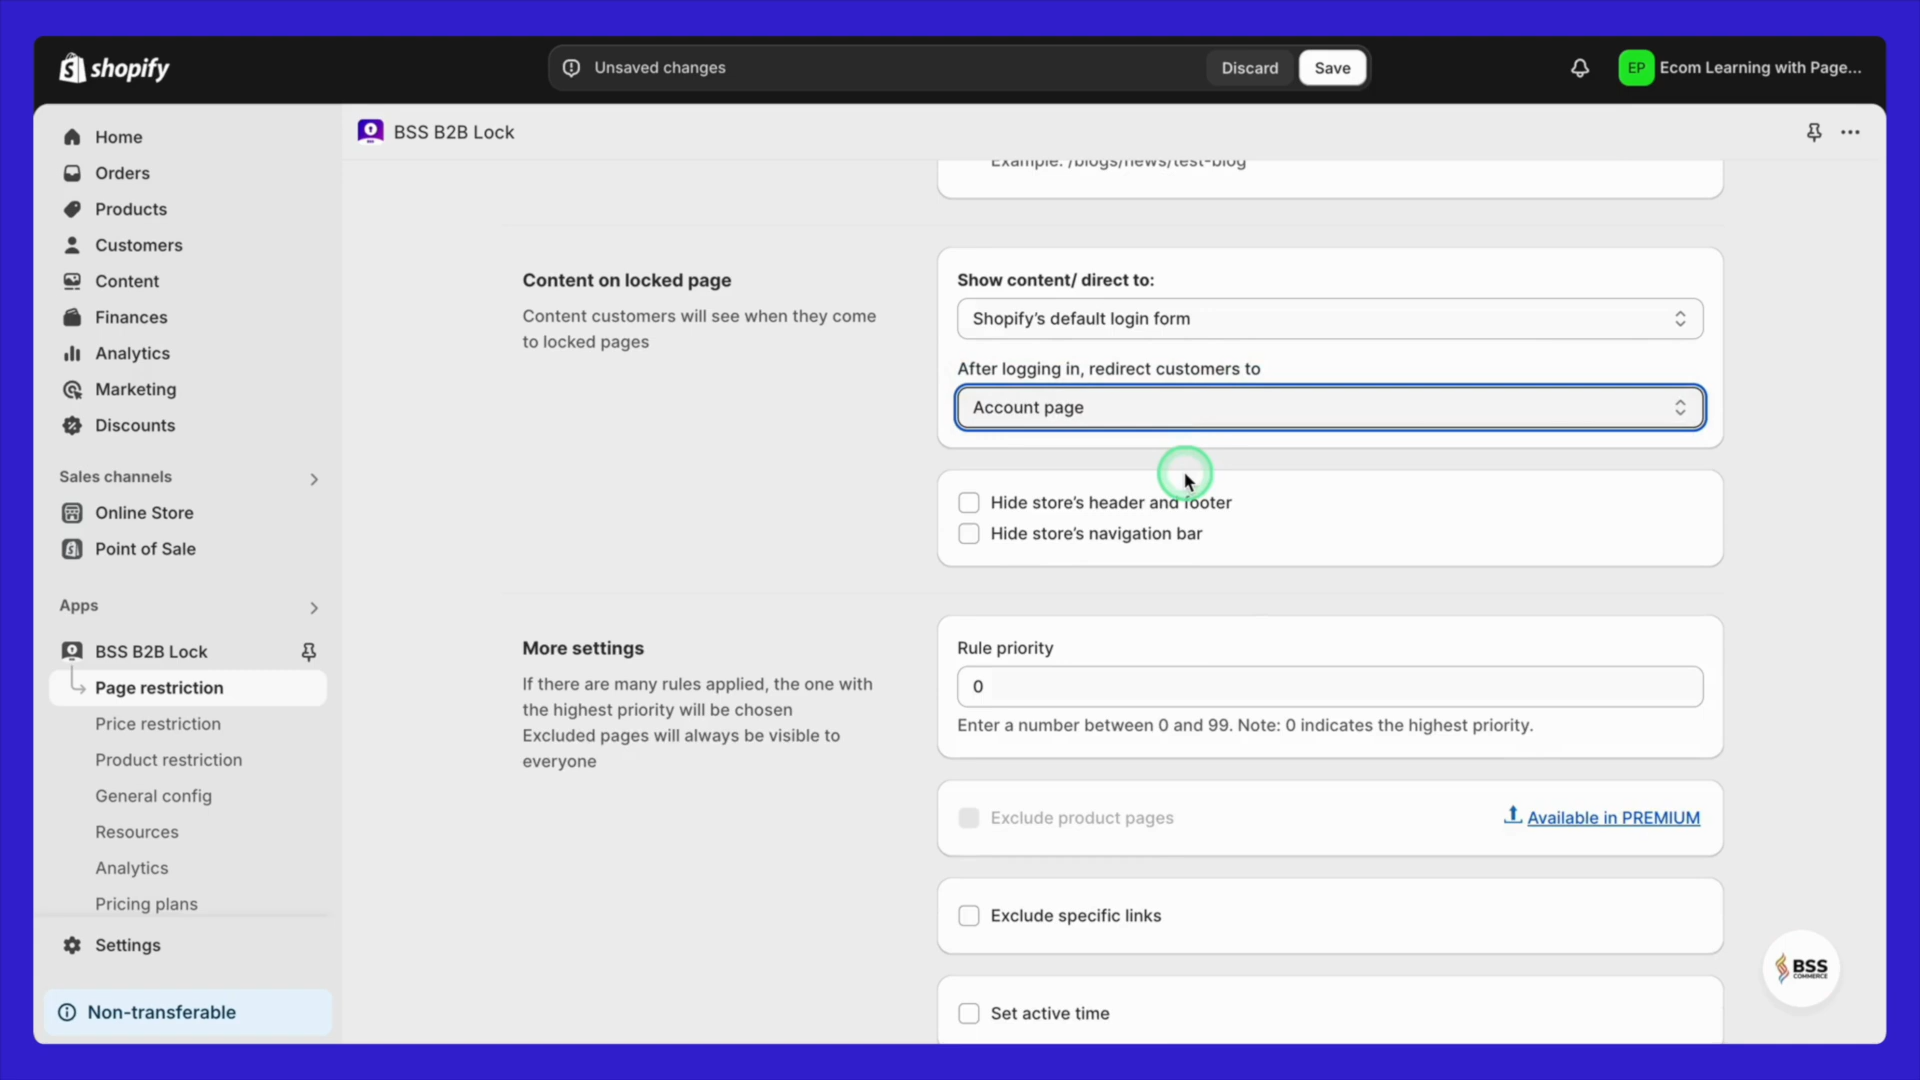 shopify
Unsaved changes
Discard
Save
EP
Ecom Learning with Page...
Home
Orders
Products
Customers
Content
Finances
Analytics
Marketing
Discounts
Sales channels
Online Store
Point of Sale
Apps
BSS B2B Lock
Page restriction
Price restriction
Product restriction
General config
Resources
Analytics
Pricing plans
Settings
Non-transferable
BSS B2B Lock
Example: /blogs/news/test-blog
Content on locked page
Content customers will see when they come
to locked pages
Show content/ direct to:
Shopify's default login form
After logging in, redirect customers to
Account page
Hide store's header and footer
Hide store's navigation bar
More settings
If there are many rules applied, the one with
the highest priority will be chosen
Excluded pages will always be visible to
everyone
Rule priority
0
Enter a number between 0 and 99. Note: 0 indicates the highest priority.
Exclude product pages
Available in PREMIUM
Exclude specific links
Set active time
BSS
COMMERCE